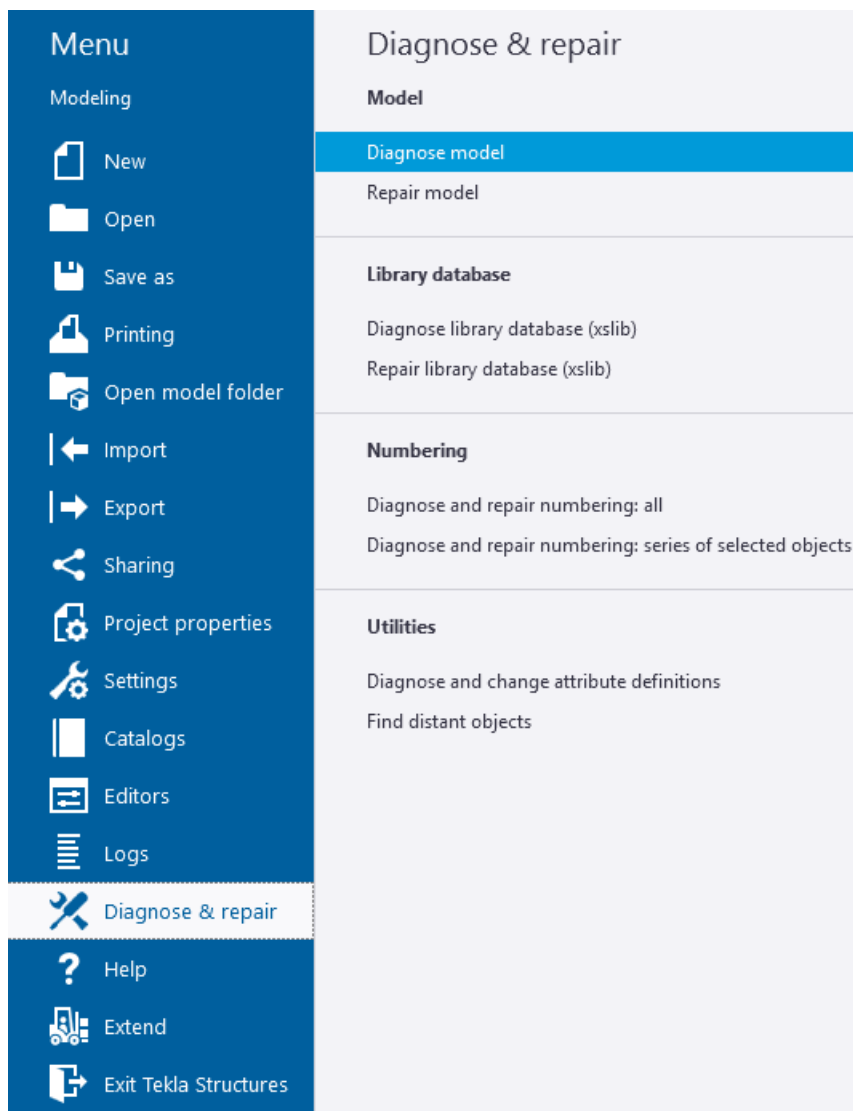 Menu
Modeling
New
Open
Save as
Printing
Open model folder
Import
Export
Sharing
Project properties
Settings
Catalogs
Editors
Logs
Diagnose & repair
Help
Extend
Exit Tekla Structures
Diagnose & repair
Model
Diagnose model
Repair model
Library database
Diagnose library database (xslib)
Repair library database (xslib)
Numbering
Diagnose and repair numbering: all
Diagnose and repair numbering: series of selected objects
Utilities
Diagnose and change attribute definitions
Find distant objects